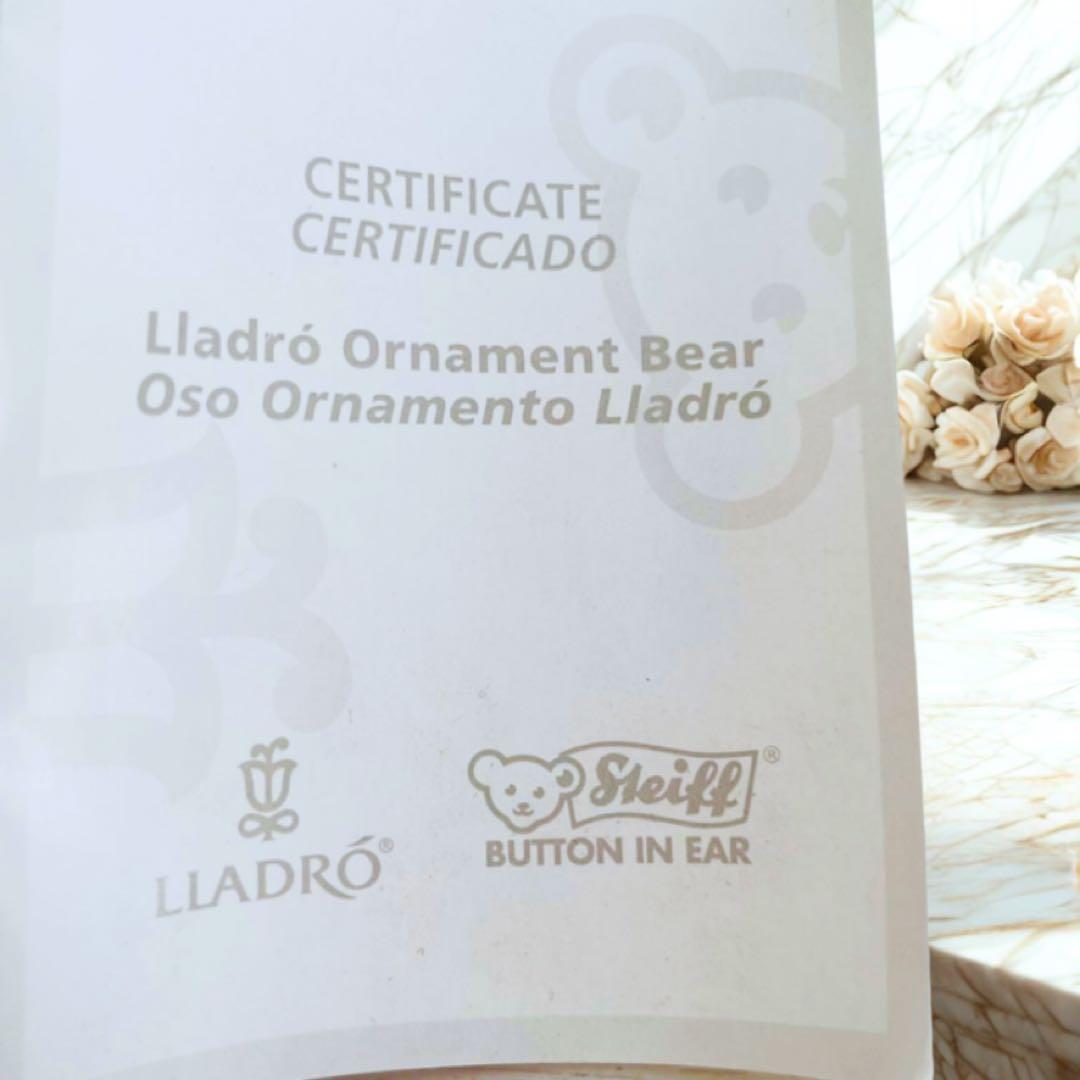 CERTIFICATE
CERTIFICADO
Lladró Ornament Bear
Oso Ornamento Lladró
LLADRÓ®
Steiff®
BUTTON IN EAR